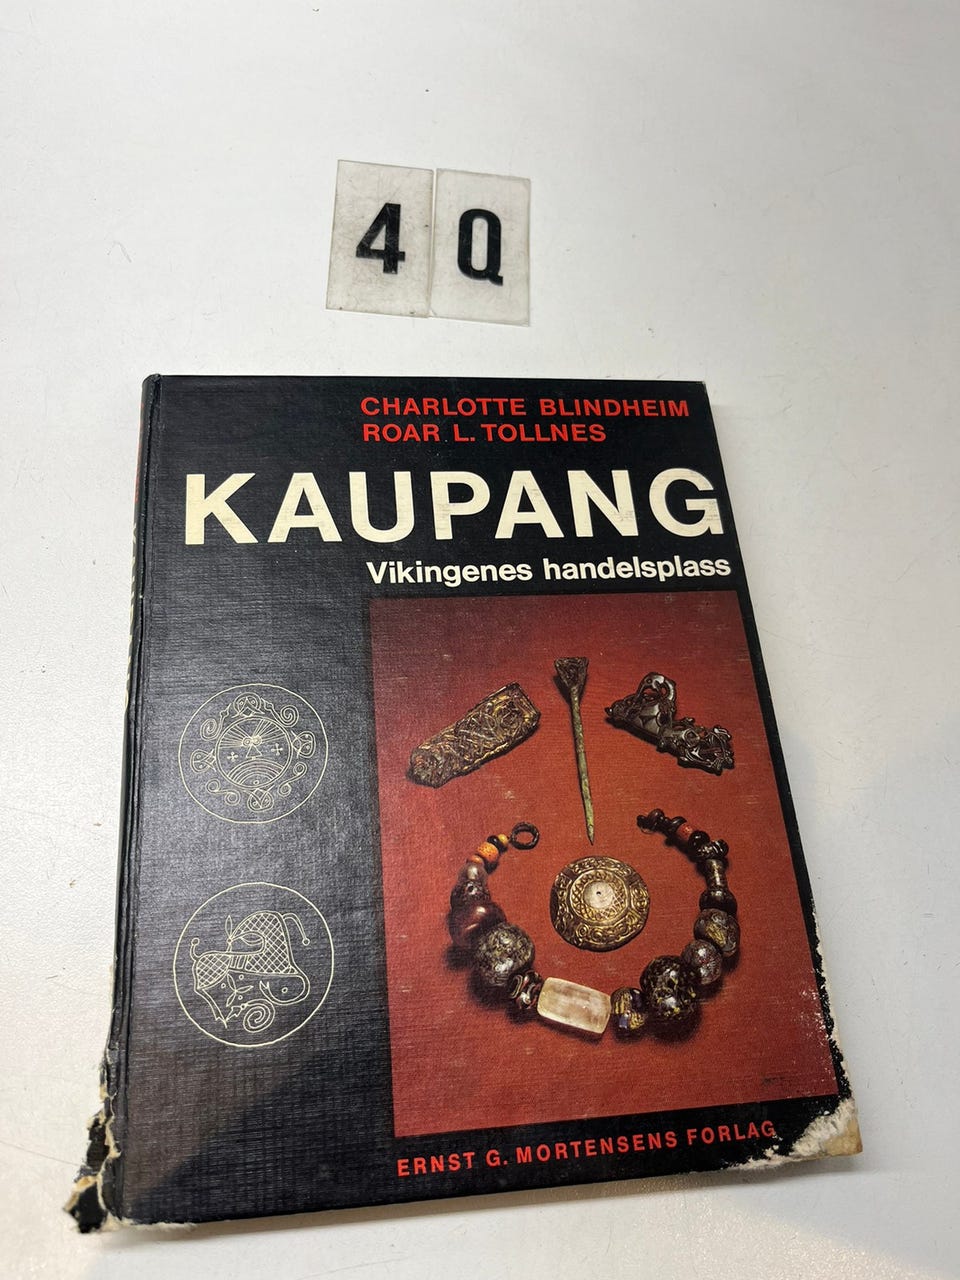 4 Q
CHARLOTTE BLINDHEIM
ROAR L. TOLLNES
KAUPANG
Vikingenes handelsplass
ERNST G. MORTENSENS FORLAG